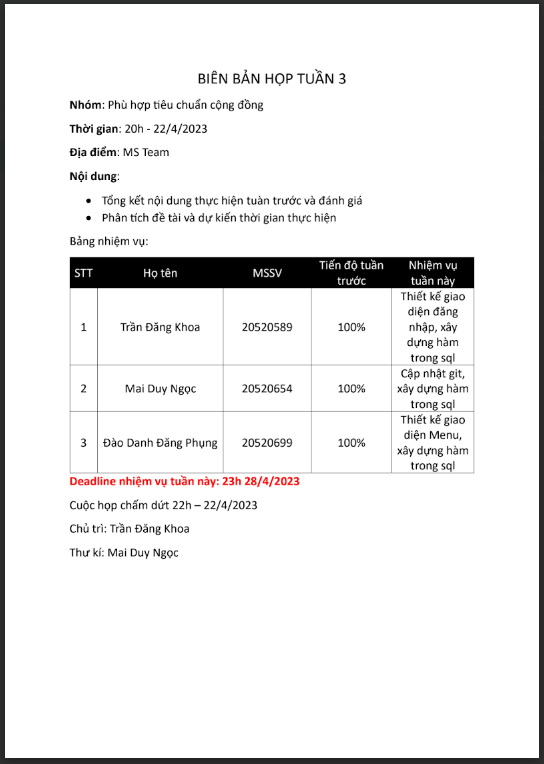 BIÊN BẢN HỌP TUẦN 3
Nhóm: Phù hợp tiêu chuẩn cộng đồng
Thời gian: 20h - 22/4/2023
Địa điểm: MS Team
Nội dung:
• Tổng kết nội dung thực hiện tuàn trước và đánh giá
• Phân tích đề tài và dự kiến thời gian thực hiện
Bảng nhiệm vụ:
STT Họ tên MSSV Tiến độ tuần trước Nhiệm vụ tuần này
1 Trần Đăng Khoa 20520589 100% Thiết kế giao diện đăng nhập, xây dựng hàm trong sql
2 Mai Duy Ngọc 20520654 100% Cập nhật git, xây dựng hàm trong sql
3 Đào Danh Đăng Phụng 20520699 100% Thiết kế giao diện Menu, xây dựng hàm trong sql
Deadline nhiệm vụ tuần này: 23h 28/4/2023
Cuộc họp chấm dứt 22h – 22/4/2023
Chủ trì: Trần Đăng Khoa
Thư kí: Mai Duy Ngọc